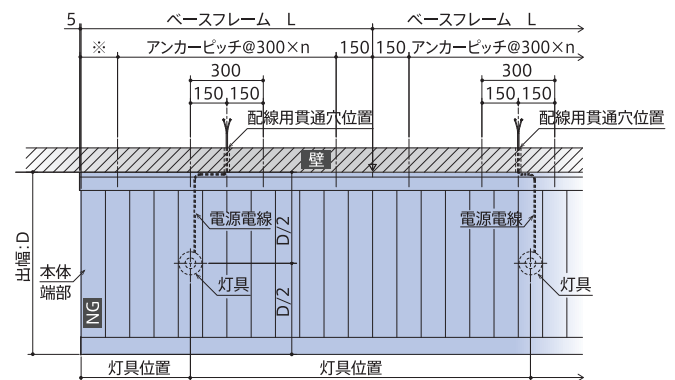 5
ベースフレーム　L
ベースフレーム　L
※
アンカーピッチ@300×n
150
150
アンカーピッチ@300×n
300
300
150
150
150
150
配線用貫通穴位置
配線用貫通穴位置
壁
電源電線
電源電線
D/2
出幅:D
本体
端部
灯具
灯具
D/2
NG
灯具位置
灯具位置